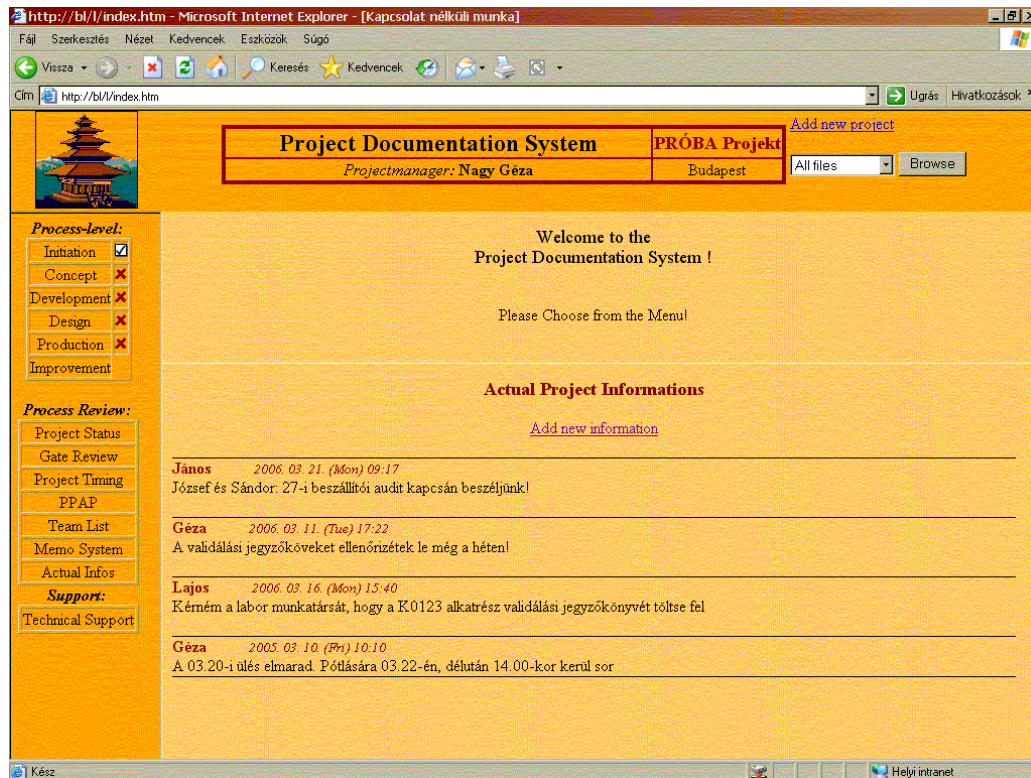 http://bl/l/index.htm - Microsoft Internet Explorer - [Kapcsolat nélküli munka]
Fájl Szerkesztés Nézet Kedvencek Eszközök Súgó
Vissza Keresés Kedvencek
Cím http://bl/l/index.htm Ugrás Hivatkozások
Project Documentation System PRÓBA Projekt
Projectmanager: Nagy Géza Budapest
Add new project
All files Browse
Process-level:
Initiation
Concept
Development
Design
Production
Improvement
Process Review:
Project Status
Gate Review
Project Timing
PPAP
Team List
Memo System
Actual Infos
Support:
Technical Support
Welcome to the
Project Documentation System !
Please Choose from the Menu!
Actual Project Informations
Add new information
János 2006. 03. 21. (Mon) 09:17
József és Sándor: 27-i beszállítói audit kapcsán beszéljünk!
Géza 2006. 03. 11. (Tue) 17:22
A validálási jegyzőköveket ellenőrizétek le még a héten!
Lajos 2006. 03. 16. (Mon) 15:40
Kérném a labor munkatársát, hogy a K0123 alkatrész validálási jegyzőkönyvét töltse fel
Géza 2005. 03. 10. (Fri) 10:10
A 03.20-i ülés elmarad. Pótlására 03.22-én, délután 14.00-kor kerül sor
Kész Helyi intranet